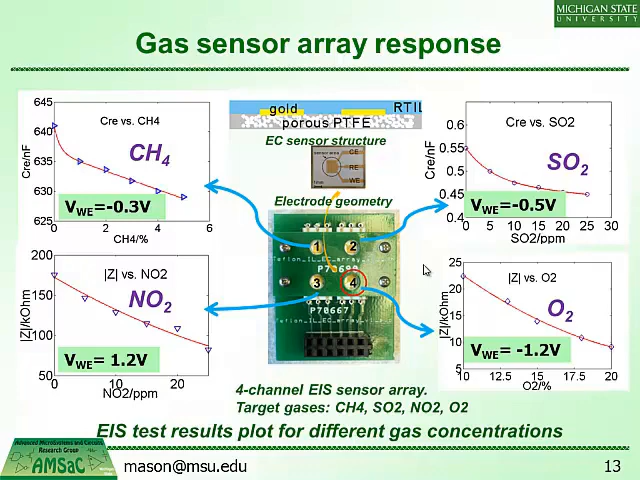 MICHIGAN STATE
UNIVERSITY
Gas sensor array response
645
640
635
630
625
Cre/nF
Cre vs. CH4
CH4
VWE=-0.3V
0
2
4
6
CH4/%
gold
RTIL
porous PTFE
EC sensor structure
CE
RE
WE
Electrode geometry
0.6
0.55
0.5
0.45
0.4
Cre/nF
Cre vs. SO2
SO2
VWE=-0.5V
0
5
10
15
20
25
30
SO2/ppm
1
2
3
4
P70667
200
150
100
50
|Z|/kOhm
|Z| vs. NO2
NO2
VWE= 1.2V
0
10
20
NO2/ppm
25
20
15
10
5
|Z|/kOhm
|Z| vs. O2
O2
VWE= -1.2V
10
12.5
15
17.5
20
O2/%
4-channel EIS sensor array.
Target gases: CH4, SO2, NO2, O2
EIS test results plot for different gas concentrations
Advanced MicroSystems and Circuits
Research Group
AMSaC
mason@msu.edu
13